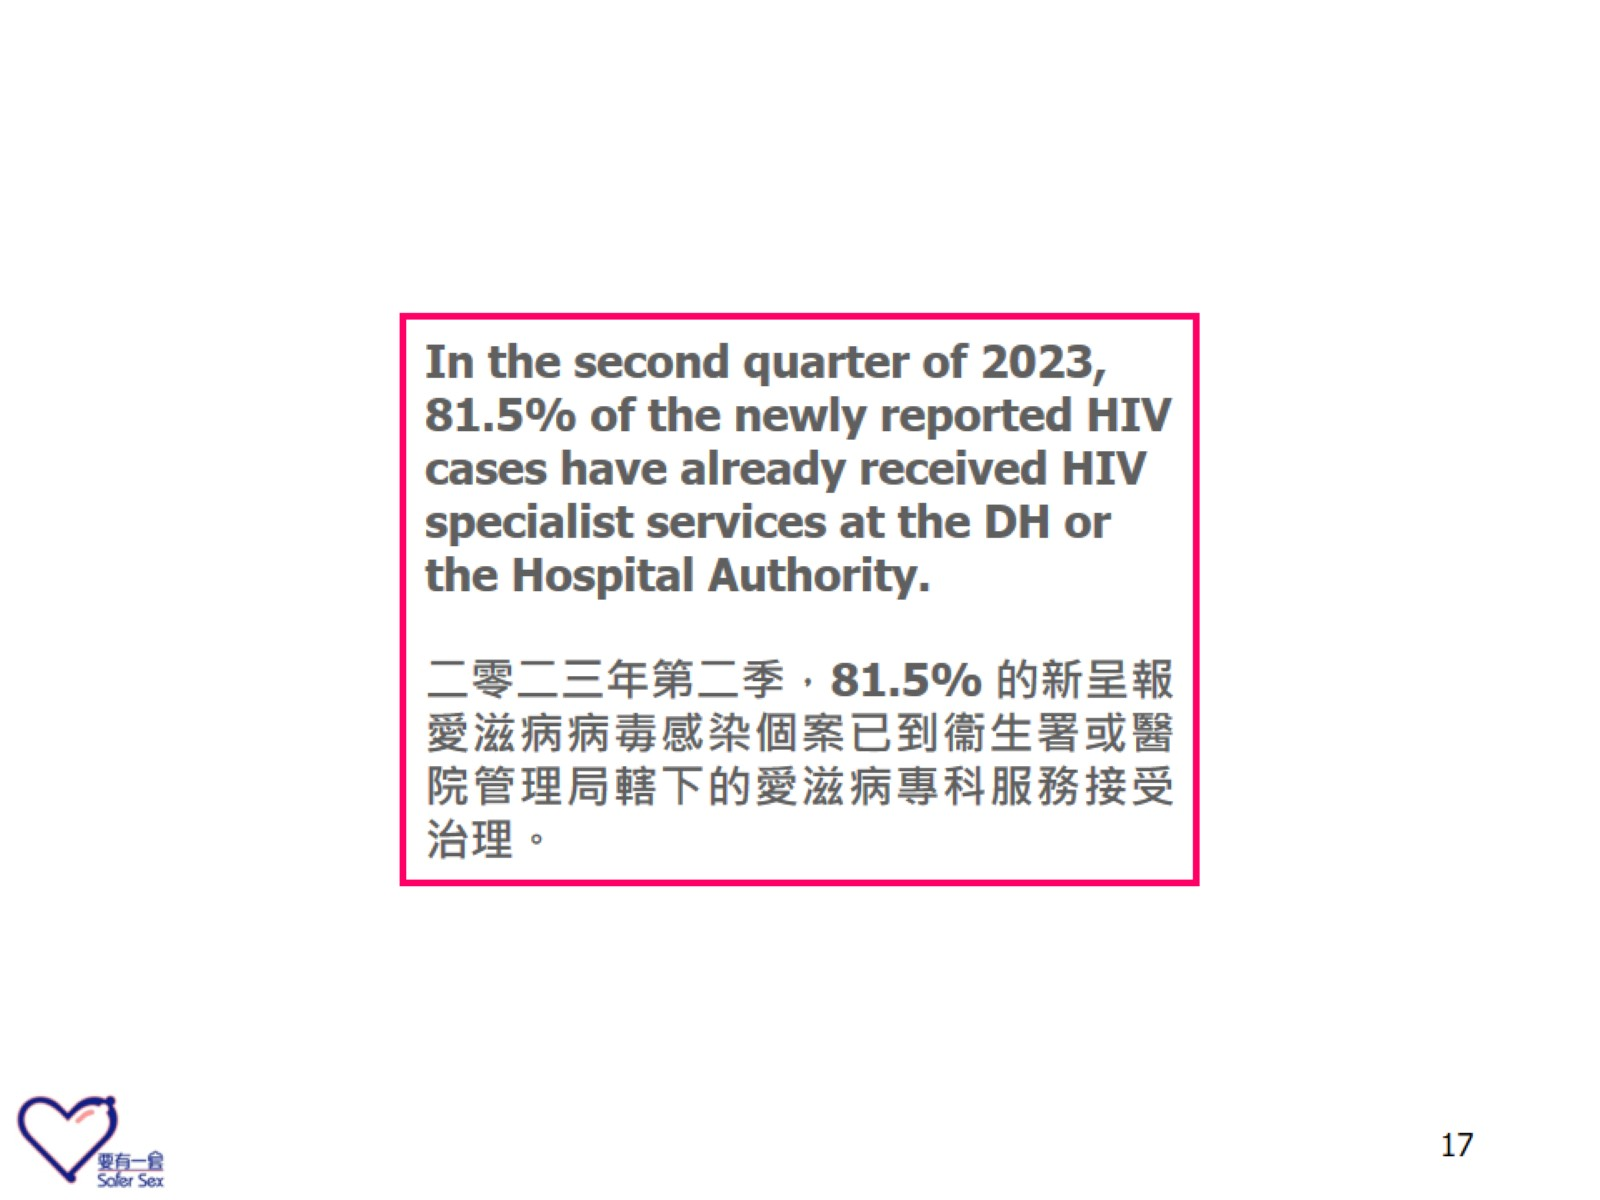 In the second quarter of 2023,
81.5% of the newly reported HIV
cases have already received HIV
specialist services at the DH or
the Hospital Authority.
二零二三年第二季，81.5% 的新呈報
愛滋病病毒感染個案已到衞生署或醫
院管理局轄下的愛滋病專科服務接受
治理。
要有一套
Safer Sex
17